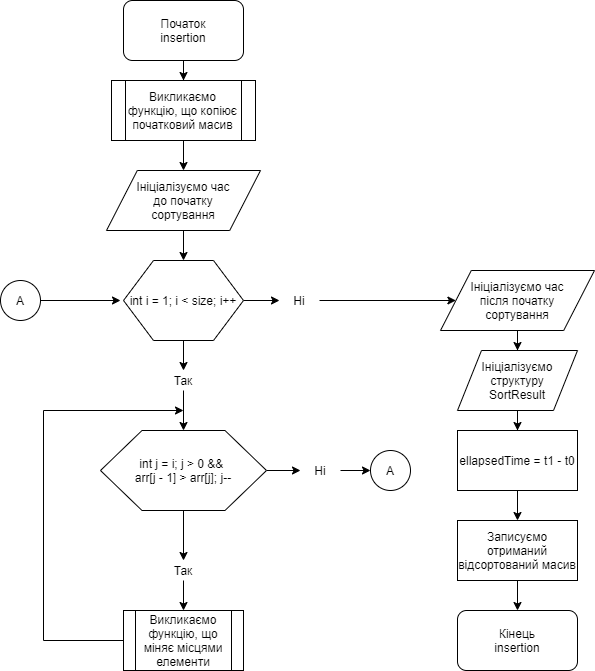 Початок
insertion
Викликаємо
функцію, що копіює
початковий масив
Ініціалізуємо час
до початку
сортування
A
int i = 1; i < size; i++
Ні
Ініціалізуємо час
після початку
сортування
Так
Ініціалізуємо
структуру
SortResult
int j = i; j > 0 &&
arr[j - 1] > arr[j]; j--
Ні
A
ellapsedTime = t1 - t0
Так
Записуємо
отриманий
відсортований масив
Викликаємо
функцію, що
міняє місцями
елементи
Кінець
insertion